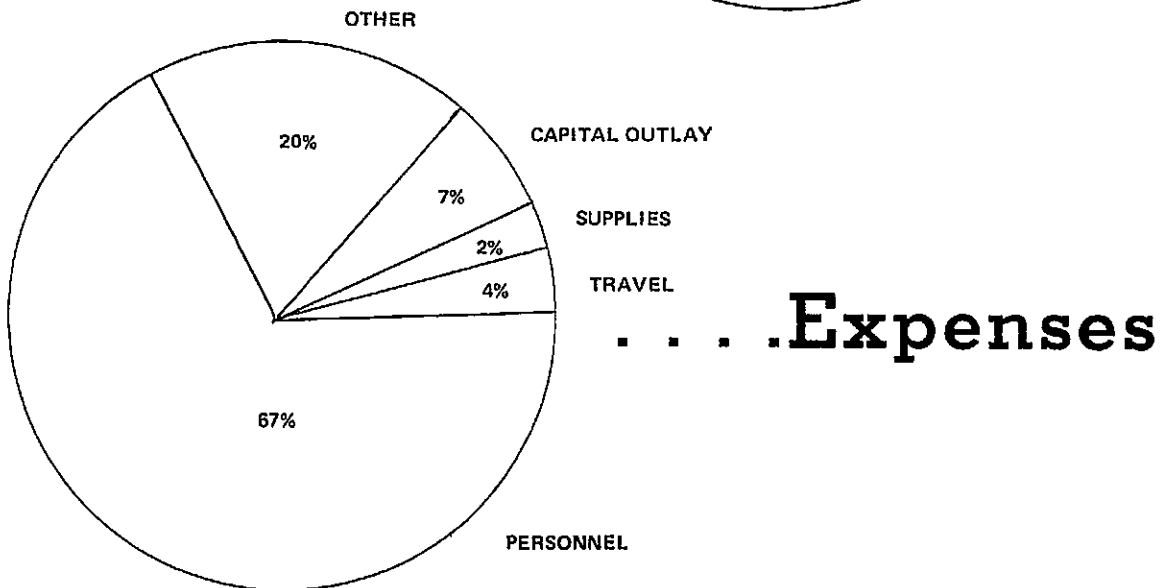 OTHER
20%
CAPITAL OUTLAY
7%
SUPPLIES
2%
TRAVEL
4%
. . . .Expenses
67%
PERSONNEL